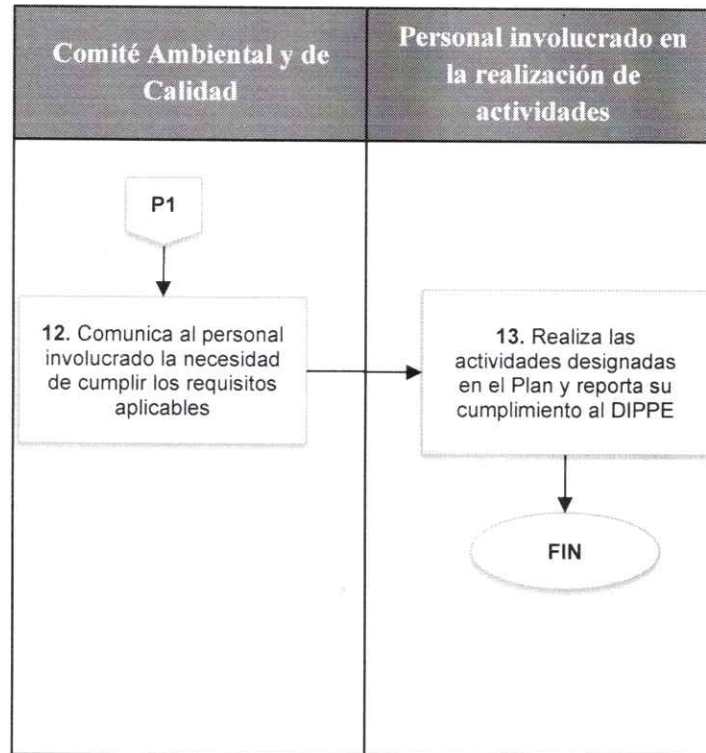 Comité Ambiental y de
Calidad
Personal involucrado en
la realización de
actividades
P1
12. Comunica al personal
involucrado la necesidad
de cumplir los requisitos
aplicables
13. Realiza las
actividades designadas
en el Plan y reporta su
cumplimiento al DIPPE
FIN